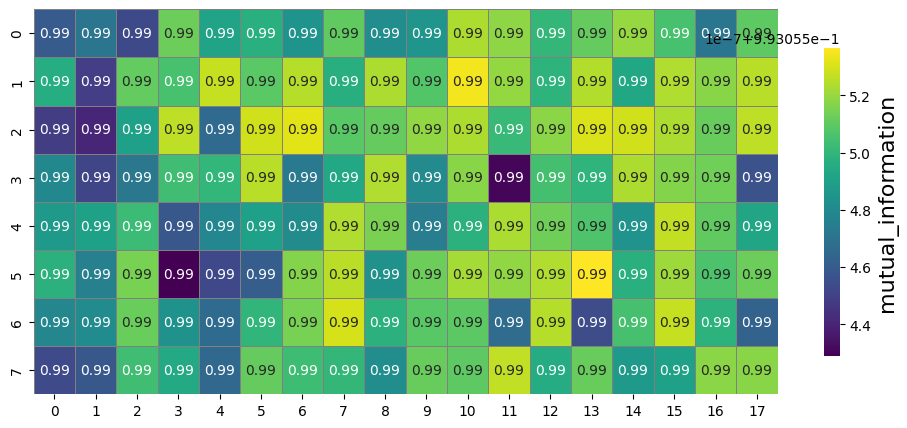 1e−7+9.93055e−1
0 0.99 0.99 0.99 0.99 0.99 0.99 0.99 0.99 0.99 0.99 0.99 0.99 0.99 0.99 0.99 0.99 0.99 0.99
1 0.99 0.99 0.99 0.99 0.99 0.99 0.99 0.99 0.99 0.99 0.99 0.99 0.99 0.99 0.99 0.99 0.99 0.99
2 0.99 0.99 0.99 0.99 0.99 0.99 0.99 0.99 0.99 0.99 0.99 0.99 0.99 0.99 0.99 0.99 0.99 0.99
3 0.99 0.99 0.99 0.99 0.99 0.99 0.99 0.99 0.99 0.99 0.99 0.99 0.99 0.99 0.99 0.99 0.99 0.99
4 0.99 0.99 0.99 0.99 0.99 0.99 0.99 0.99 0.99 0.99 0.99 0.99 0.99 0.99 0.99 0.99 0.99 0.99
5 0.99 0.99 0.99 0.99 0.99 0.99 0.99 0.99 0.99 0.99 0.99 0.99 0.99 0.99 0.99 0.99 0.99 0.99
6 0.99 0.99 0.99 0.99 0.99 0.99 0.99 0.99 0.99 0.99 0.99 0.99 0.99 0.99 0.99 0.99 0.99 0.99
7 0.99 0.99 0.99 0.99 0.99 0.99 0.99 0.99 0.99 0.99 0.99 0.99 0.99 0.99 0.99 0.99 0.99 0.99
0 1 2 3 4 5 6 7 8 9 10 11 12 13 14 15 16 17
5.2
5.0
4.8
4.6
4.4
mutual_information